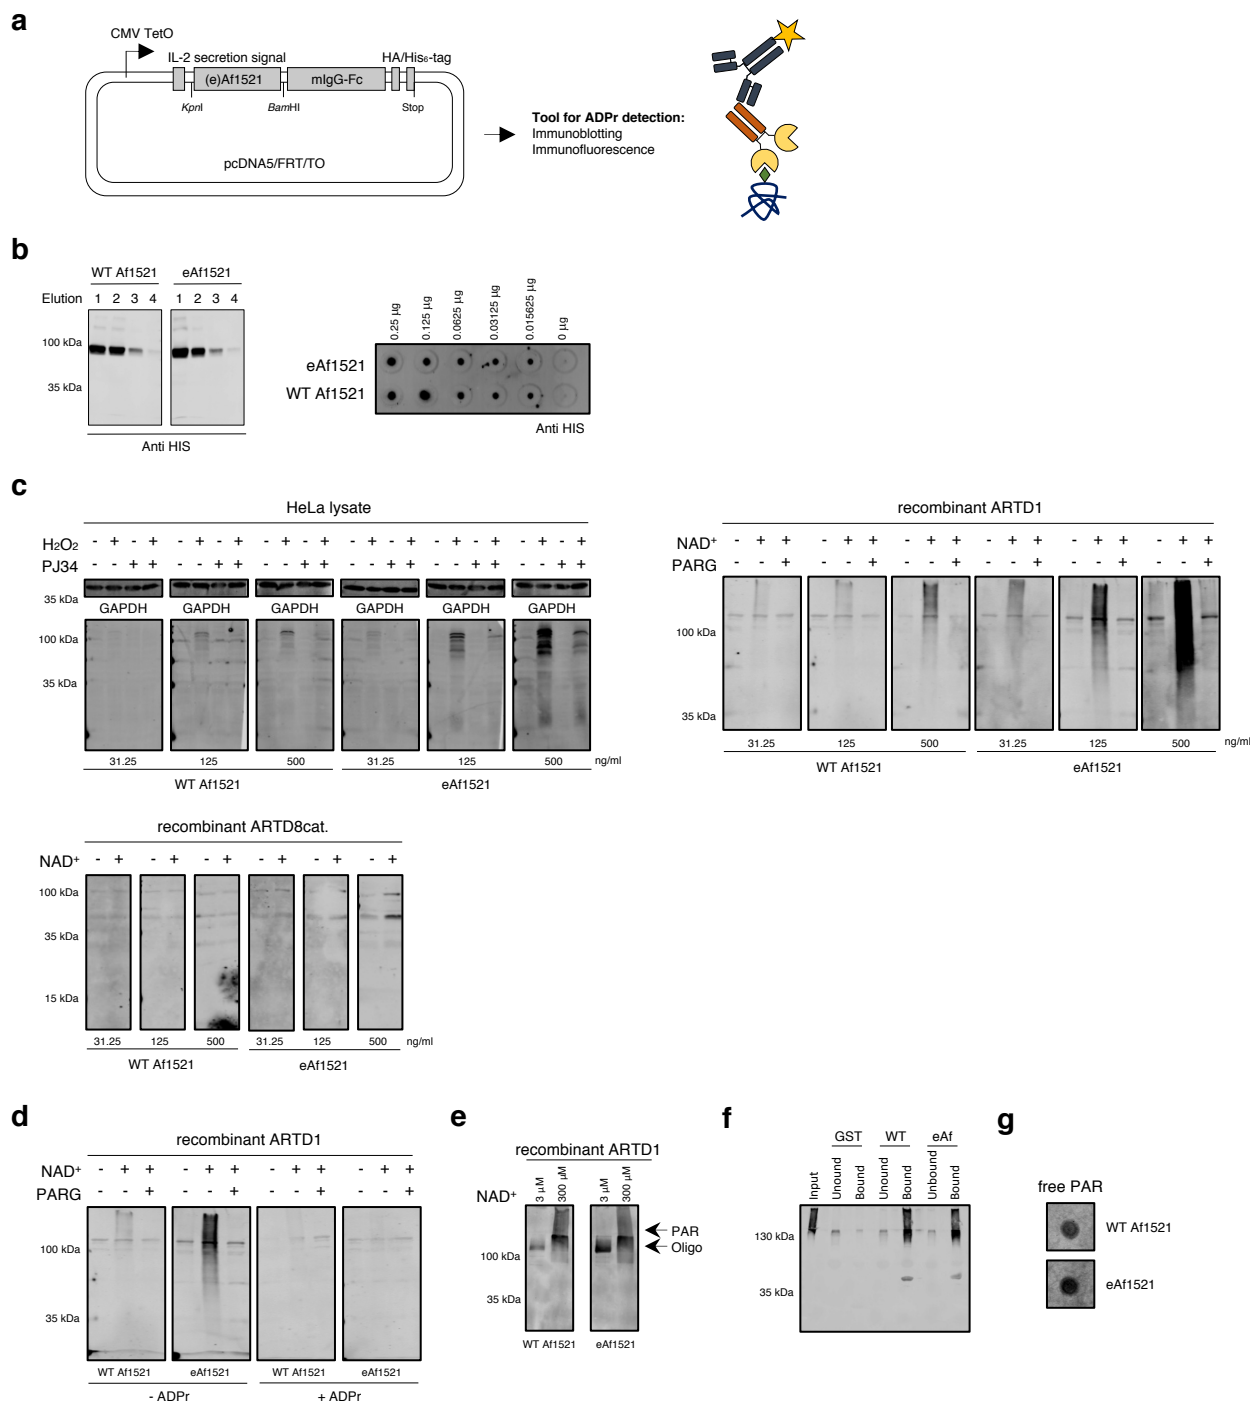 a
CMV TetO
IL-2 secretion signal
HA/His₆-tag
(e)Af1521
mIgG-Fc
KpnI
BamHI
Stop
pcDNA5/FRT/TO
Tool for ADPr detection:
Immunoblotting
Immunofluorescence
b
WT Af1521
eAf1521
Elution 1 2 3 4 1 2 3 4
100 kDa
35 kDa
Anti HIS
0.25 µg
0.125 µg
0.0625 µg
0.03125 µg
0.015625 µg
0 µg
eAf1521
WT Af1521
Anti HIS
c
HeLa lysate
H₂O₂ - + - + - + - + - + - + - + - + - + - + - + - +
PJ34 - - + + - - + + - - + + - - + + - - + + - - + +
35 kDa
GAPDH GAPDH GAPDH GAPDH GAPDH GAPDH
100 kDa
35 kDa
31.25 125 500 31.25 125 500 ng/ml
WT Af1521 eAf1521
recombinant ARTD1
NAD⁺ - + + - + + - + + - + + - + + - + +
PARG - - + - - + - - + - - + - - + - - +
100 kDa
35 kDa
31.25 125 500 31.25 125 500 ng/ml
WT Af1521 eAf1521
recombinant ARTD8cat.
NAD⁺ - + - + - + - + - + - +
100 kDa
35 kDa
15 kDa
31.25 125 500 31.25 125 500 ng/ml
WT Af1521 eAf1521
d
recombinant ARTD1
NAD⁺ - + + - + + - + + - + +
PARG - - + - - + - - + - - +
100 kDa
35 kDa
WT Af1521 eAf1521 WT Af1521 eAf1521
- ADPr + ADPr
e
recombinant ARTD1
NAD⁺ 3 µM 300 µM 3 µM 300 µM
PAR
Oligo
100 kDa
35 kDa
WT Af1521 eAf1521
f
GST WT eAf
Input Unound Bound Unound Bound Unbound Bound
130 kDa
35 kDa
g
free PAR
WT Af1521
eAf1521